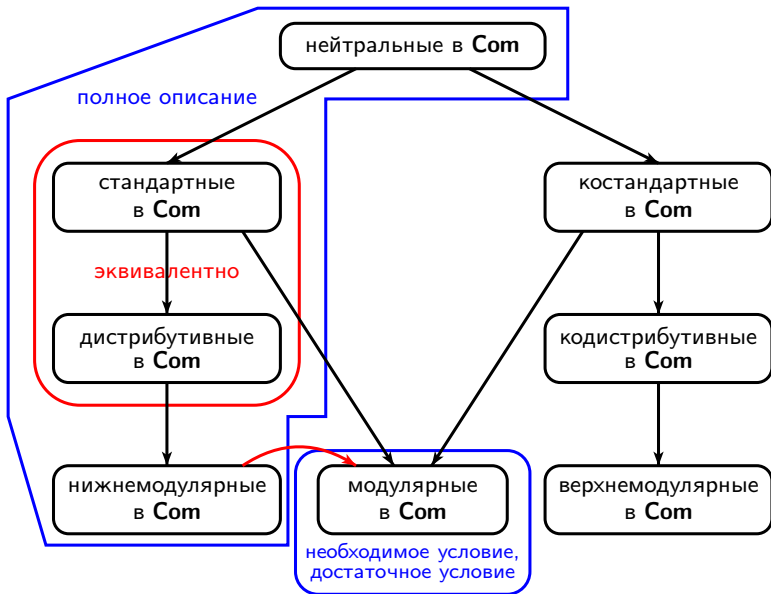 нейтральные в Com
полное описание
стандартные
в Com
костандартные
в Com
эквивалентно
дистрибутивные
в Com
кодистрибутивные
в Com
нижнемодулярные
в Com
модулярные
в Com
верхнемодулярные
в Com
необходимое условие,
достаточное условие